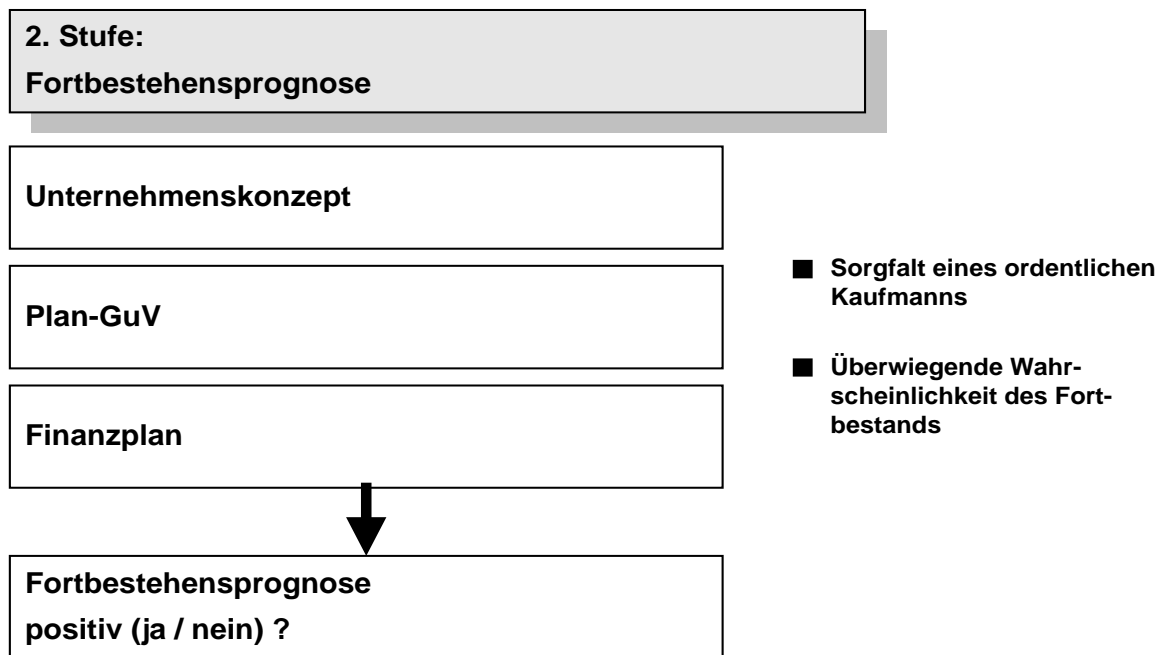 2. Stufe:
Fortbestehensprognose
Unternehmenskonzept
Plan-GuV
Finanzplan
Sorgfalt eines ordentlichen
Kaufmanns
Überwiegende Wahr-
scheinlichkeit des Fort-
bestands
Fortbestehensprognose
positiv (ja / nein) ?